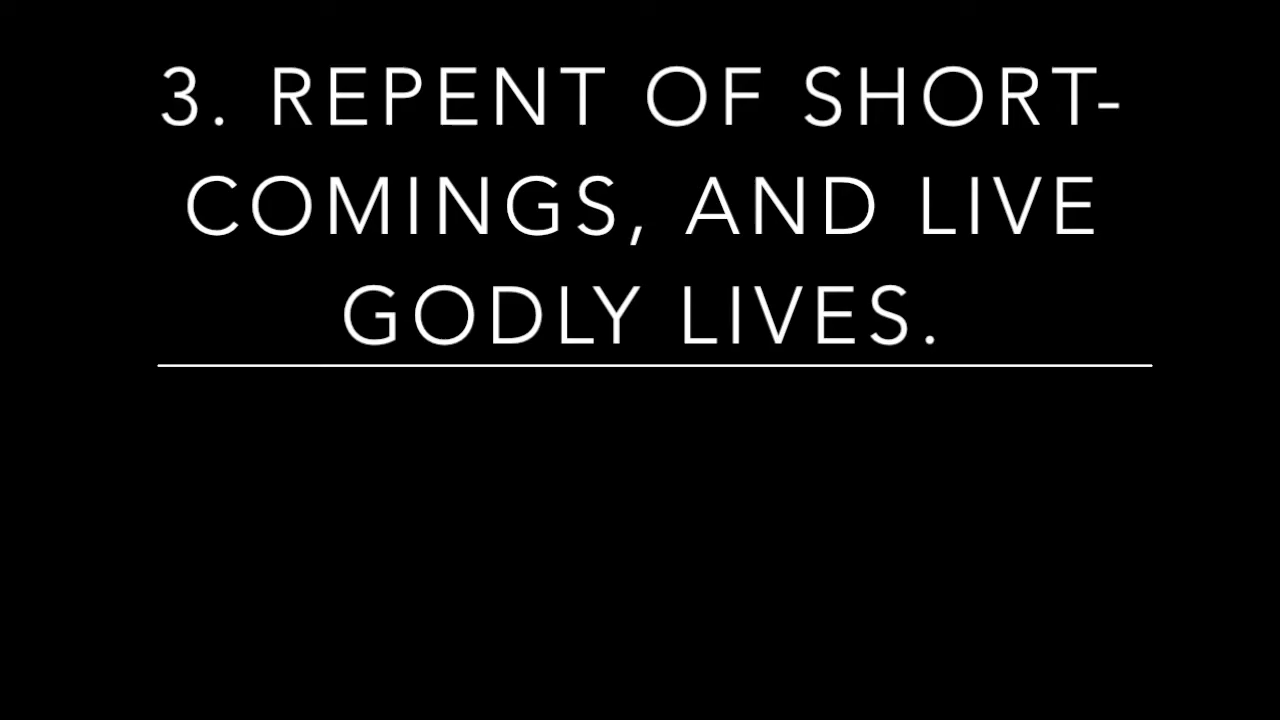 3. REPENT OF SHORT-
COMINGS, AND LIVE
GODLY LIVES.